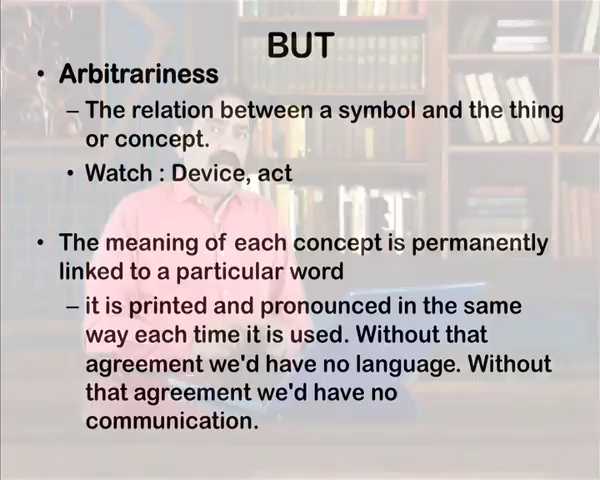 BUT
• Arbitrariness
– The relation between a symbol and the thing
or concept.
• Watch : Device, act
• The meaning of each concept is permanently
linked to a particular word
– it is printed and pronounced in the same
way each time it is used. Without that
agreement we'd have no language. Without
that agreement we'd have no
communication.